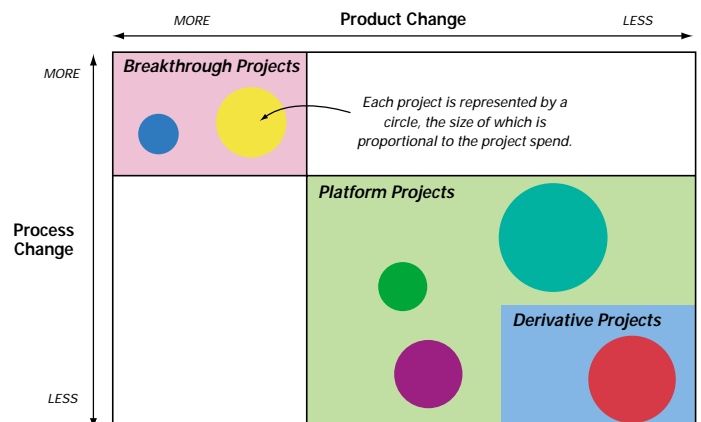 MORE
Product Change
LESS
MORE
Breakthrough Projects
Each project is represented by a
circle, the size of which is
proportional to the project spend.
Platform Projects
Process
Change
Derivative Projects
LESS